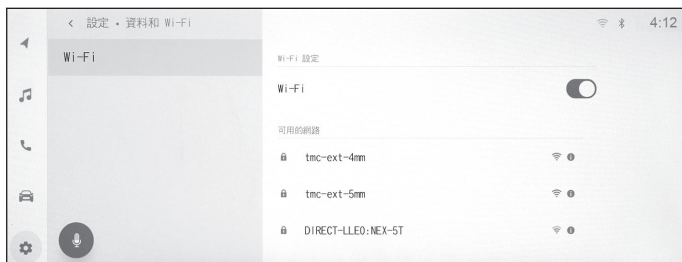 < 設定 • 資料和 Wi-Fi
4:12
Wi-Fi
Wi-Fi 設定
Wi-Fi
可用的網路
tmc-ext-4mm
tmc-ext-5mm
DIRECT-LLE0:NEX-5T